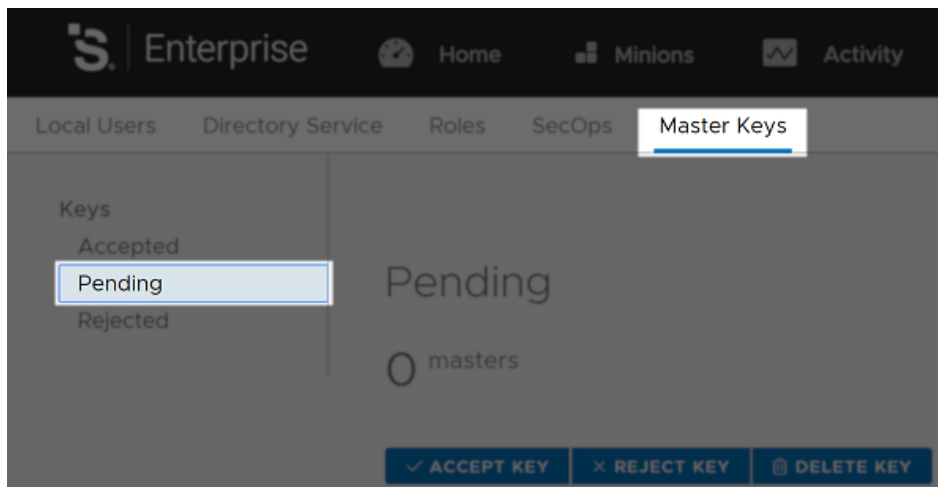 S. Enterprise Home Minions Activity
Local Users Directory Service Roles SecOps Master Keys
Keys
Accepted
Pending
Rejected
Pending
0 masters
ACCEPT KEY REJECT KEY DELETE KEY